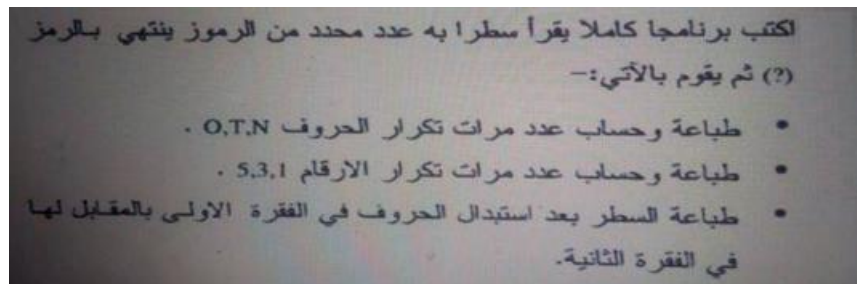 اكتب برنامجا كاملا يقرأ سطرا به عدد محدد من الرموز ينتهي بالرمز
(?) ثم يقوم بالآتي:-
• طباعة وحساب عدد مرات تكرار الحروف O,T,N .
• طباعة وحساب عدد مرات تكرار الارقام 5,3,1 .
• طباعة السطر بعد استبدال الحروف في الفقرة الاولى بالمقابل لها
في الفقرة الثانية.